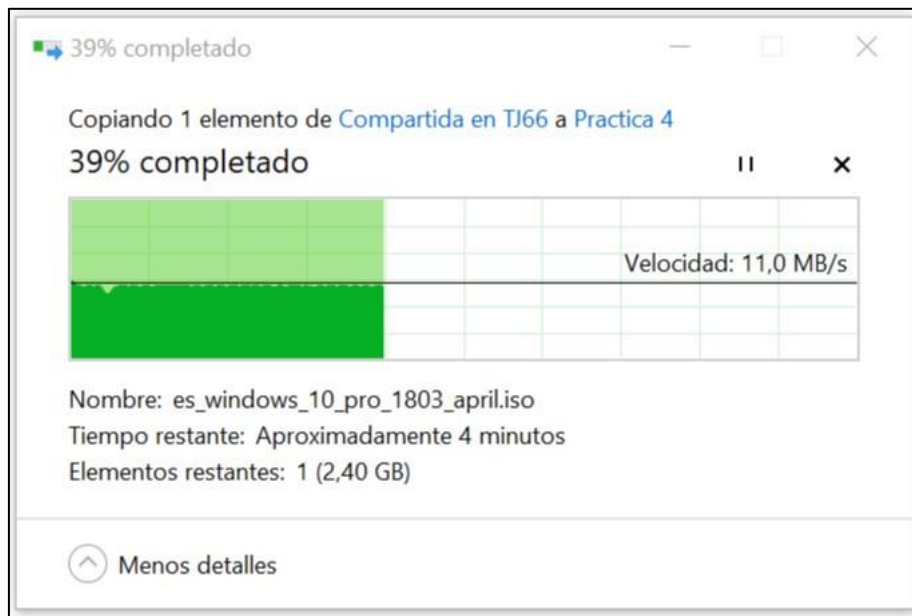 39% completado
Copiando 1 elemento de Compartida en TJ66 a Practica 4
39% completado
Velocidad: 11,0 MB/s
Nombre: es_windows_10_pro_1803_april.iso
Tiempo restante: Aproximadamente 4 minutos
Elementos restantes: 1 (2,40 GB)
Menos detalles